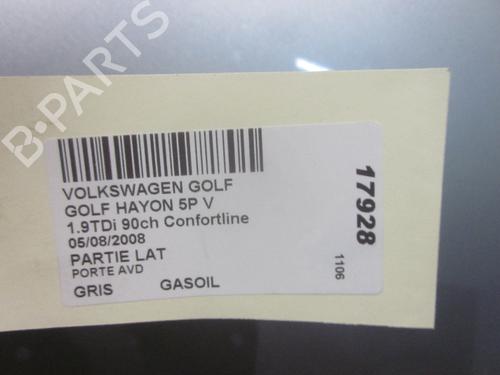 B-PARTS
VOLKSWAGEN GOLF
GOLF HAYON 5P V
1.9TDi 90ch Confortline
05/08/2008
PARTIE LAT
PORTE AVD
GRIS GASOIL
17928
1106